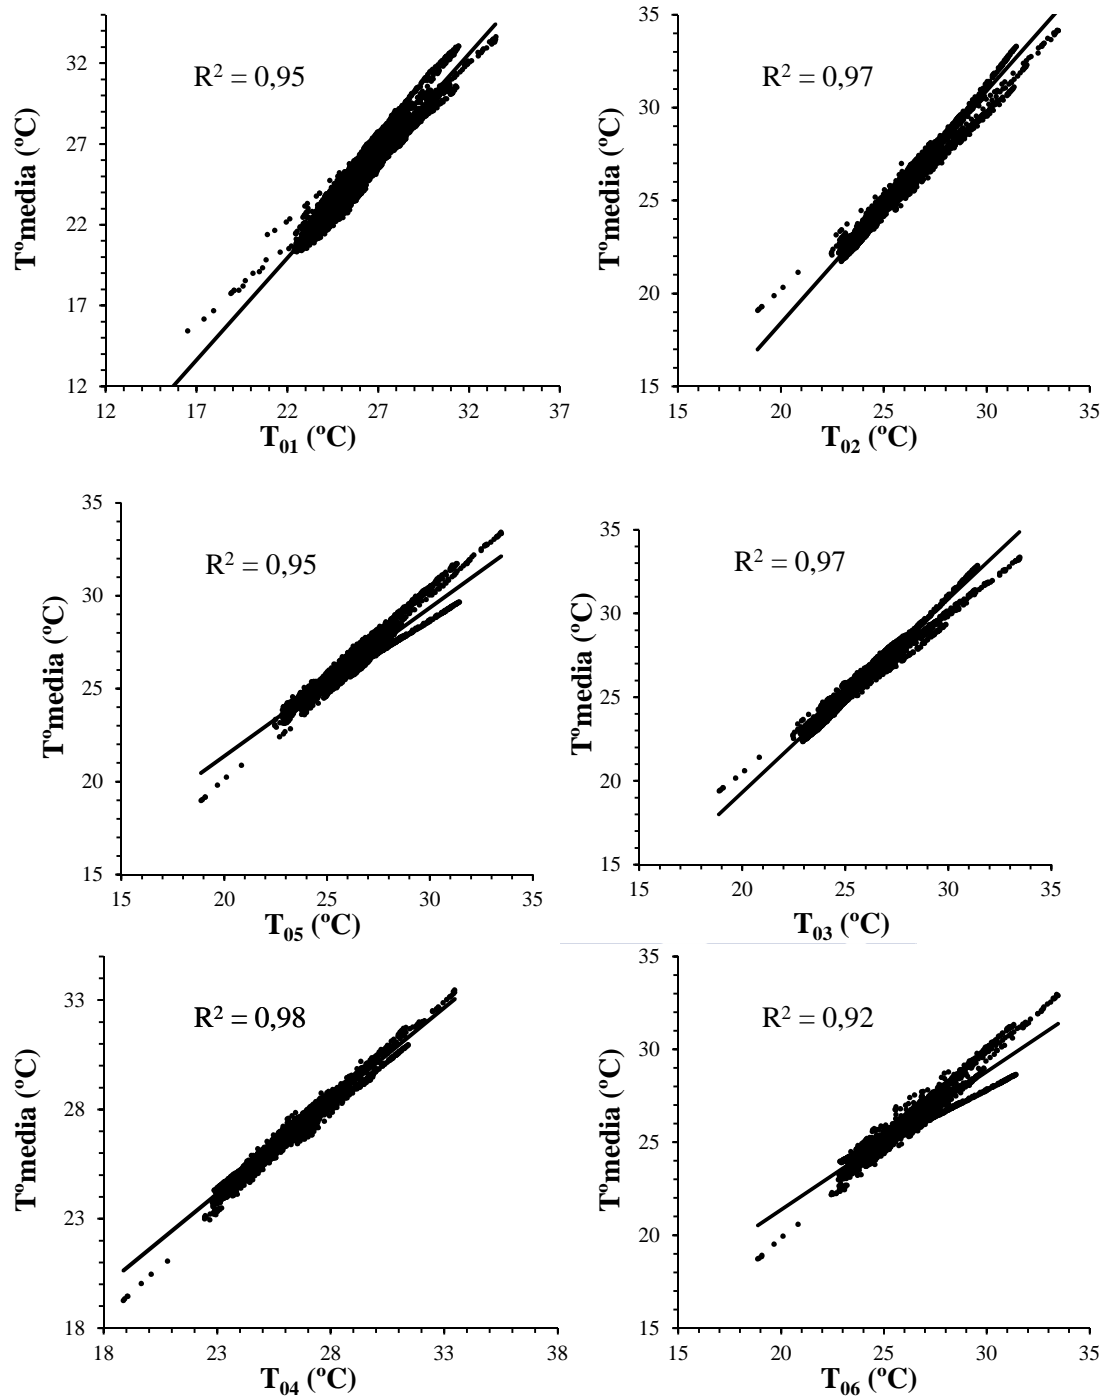 R² = 0,95
Tºmedia (ºC)
32
27
22
17
12
12 17 22 27 32 37
T₀₁ (ºC)
R² = 0,97
Tºmedia (ºC)
35
30
25
20
15
15 20 25 30 35
T₀₂ (ºC)
R² = 0,95
Tºmedia (ºC)
35
30
25
20
15
15 20 25 30 35
T₀₅ (ºC)
R² = 0,97
Tºmedia (ºC)
35
30
25
20
15
15 20 25 30 35
T₀₃ (ºC)
R² = 0,98
Tºmedia (ºC)
33
28
23
18
18 23 28 33 38
T₀₄ (ºC)
R² = 0,92
Tºmedia (ºC)
35
30
25
20
15
15 20 25 30 35
T₀₆ (ºC)